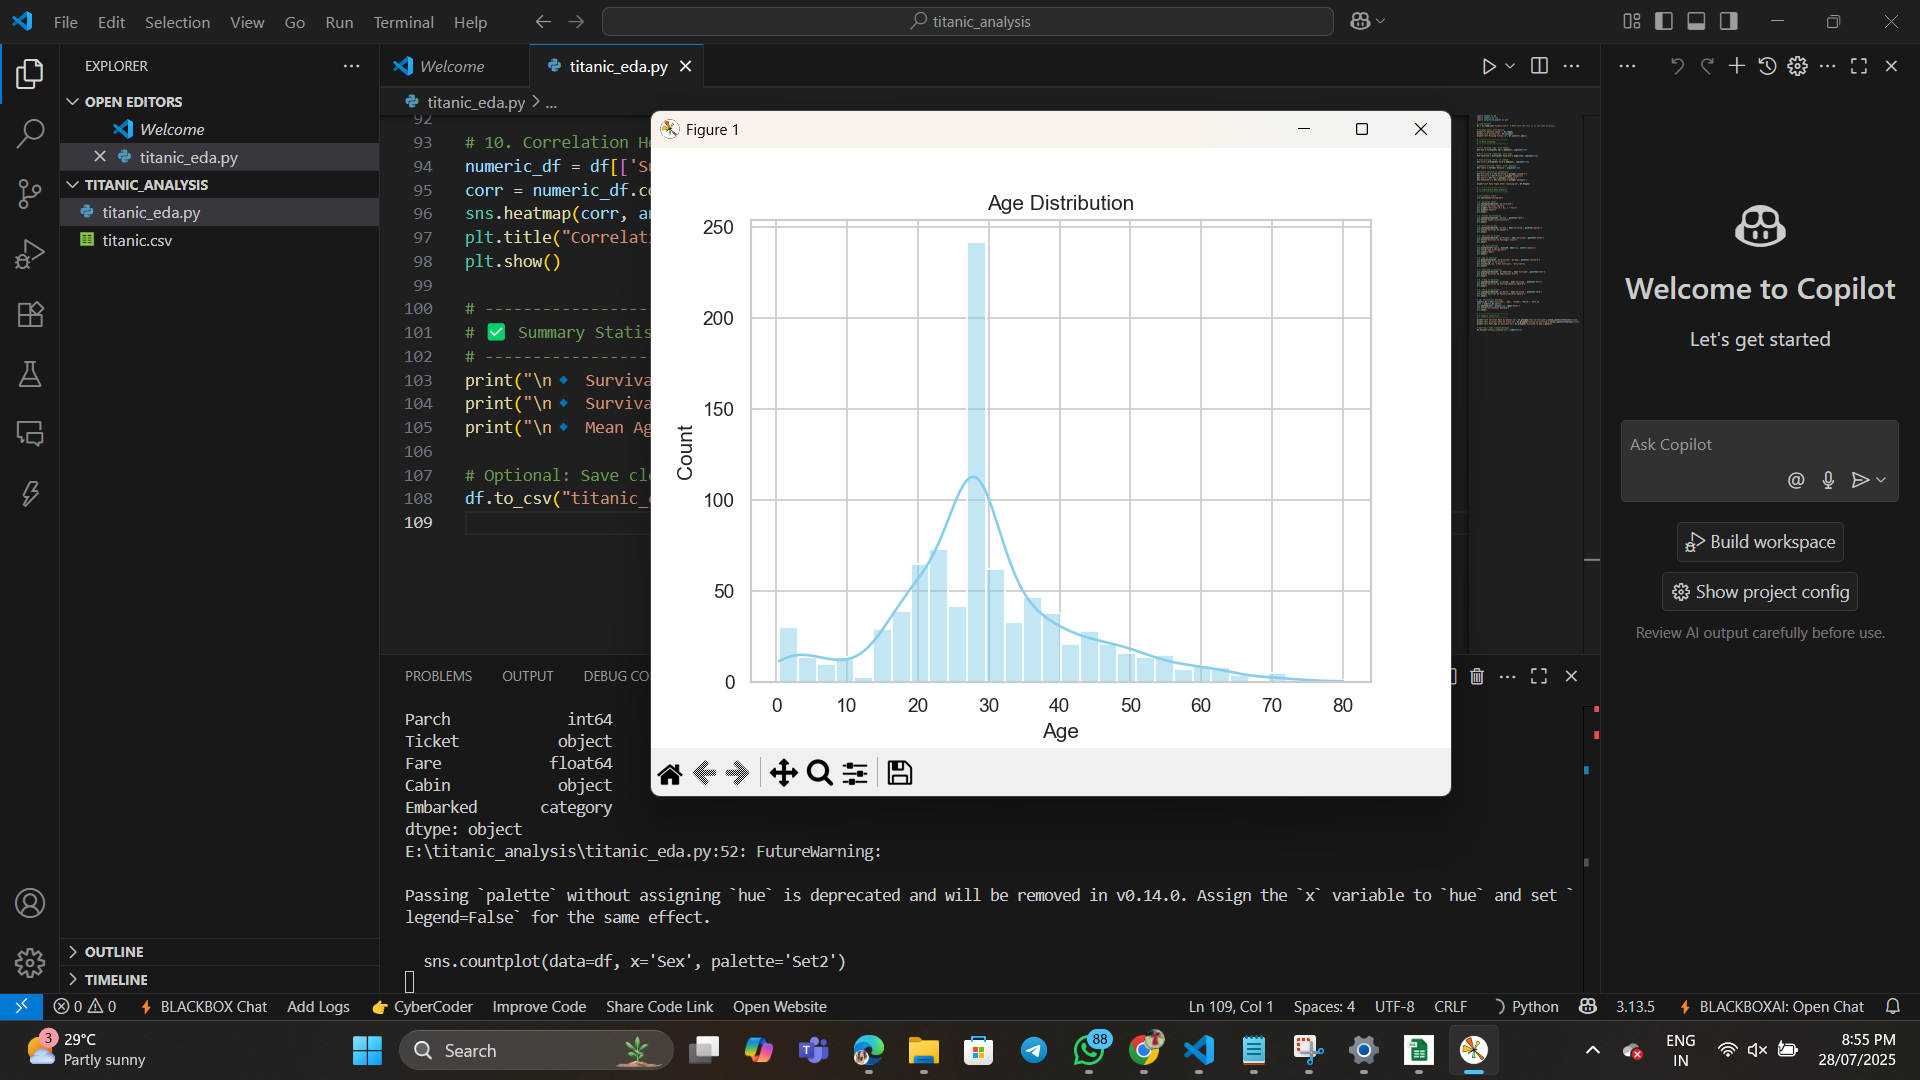 File Edit Selection View Go Run Terminal Help
titanic_analysis
EXPLORER
OPEN EDITORS
Welcome
titanic_eda.py
TITANIC_ANALYSIS
titanic_eda.py
titanic.csv
OUTLINE
TIMELINE
Welcome
titanic_eda.py
titanic_eda.py > ...
92
93 # 10. Correlation H
94 numeric_df = df[['S
95 corr = numeric_df.c
96 sns.heatmap(corr, a
97 plt.title("Correlat
98 plt.show()
99
100 # -------------------
101 # ✅ Summary Statis
102 # -------------------
103 print("\n🔹 Surviva
104 print("\n🔹 Surviva
105 print("\n🔹 Mean Ag
106
107 # Optional: Save cl
108 df.to_csv("titanic_
109
Figure 1
Age Distribution
250
200
150
100
50
0
Count
0 10 20 30 40 50 60 70 80
Age
PROBLEMS OUTPUT DEBUG CO
Parch int64
Ticket object
Fare float64
Cabin object
Embarked category
dtype: object
E:\titanic_analysis\titanic_eda.py:52: FutureWarning:
Passing `palette` without assigning `hue` is deprecated and will be removed in v0.14.0. Assign the `x` variable to `hue` and set `
legend=False` for the same effect.
sns.countplot(data=df, x='Sex', palette='Set2')
Welcome to Copilot
Let's get started
Ask Copilot
Build workspace
Show project config
Review AI output carefully before use.
0 0 BLACKBOX Chat Add Logs 👉 CyberCoder Improve Code Share Code Link Open Website
Ln 109, Col 1 Spaces: 4 UTF-8 CRLF Python 3.13.5 BLACKBOXAI: Open Chat
3
29°C
Partly sunny
Search
88
ENG
IN
8:55 PM
28/07/2025